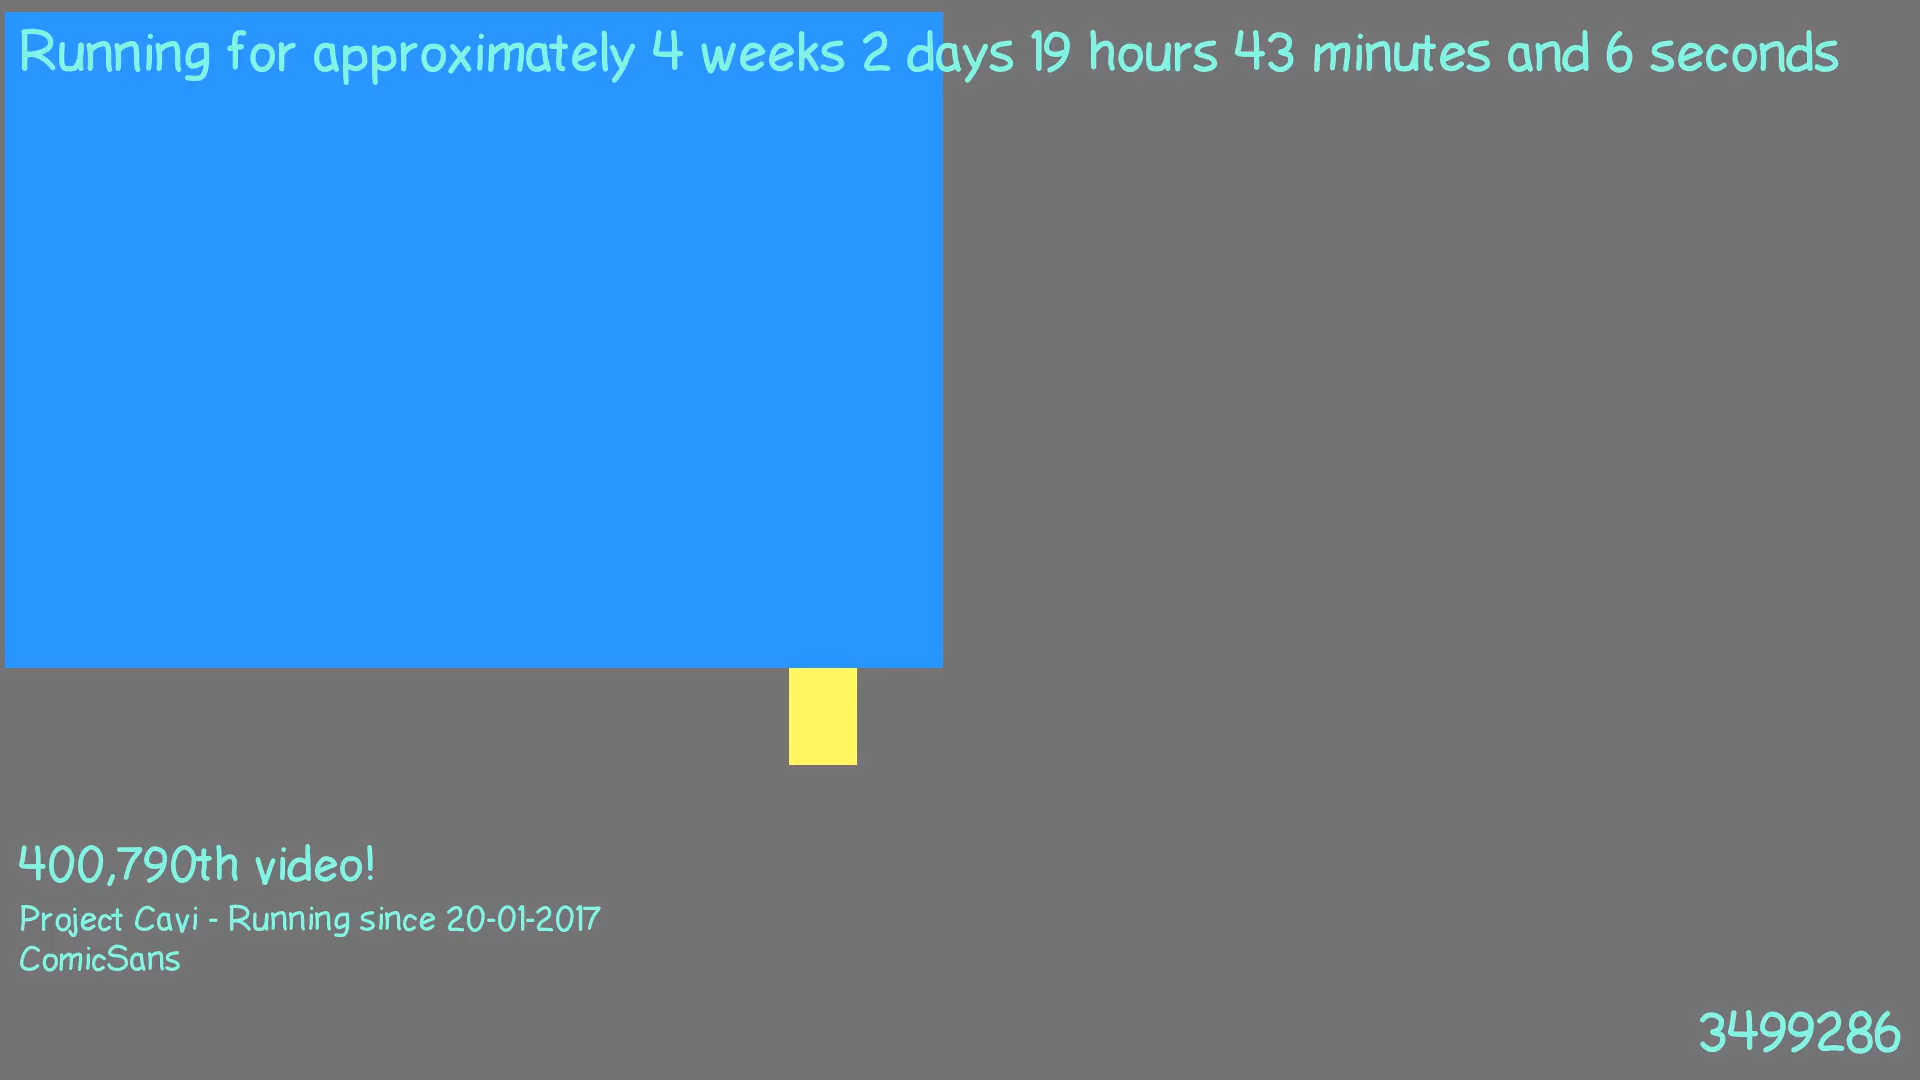 Running for approximately 4 weeks 2 days 19 hours 43 minutes and 6 seconds
400,790th video!
Project Cavi - Running since 20-01-2017
ComicSans
3499286